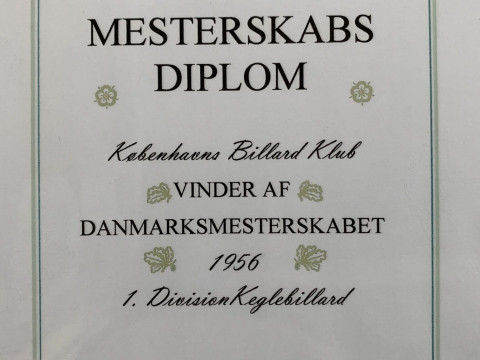 MESTERSKABS
DIPLOM
Københavns Billard Klub
VINDER AF
DANMARKSMESTERSKABET
1956
1. DivisionKeglebillard